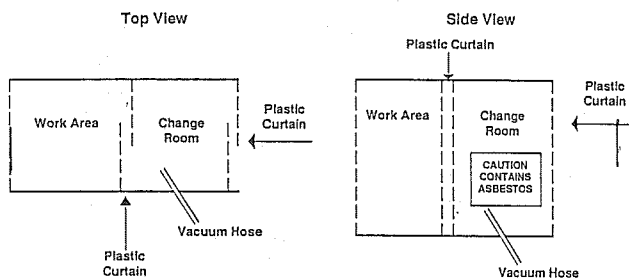 Top View
Work Area
Change
Room
Plastic
Curtain
Vacuum Hose
Plastic
Curtain
Side View
Plastic Curtain
Plastic
Curtain
Work Area
Change
Room
CAUTION
CONTAINS
ASBESTOS
Vacuum Hose